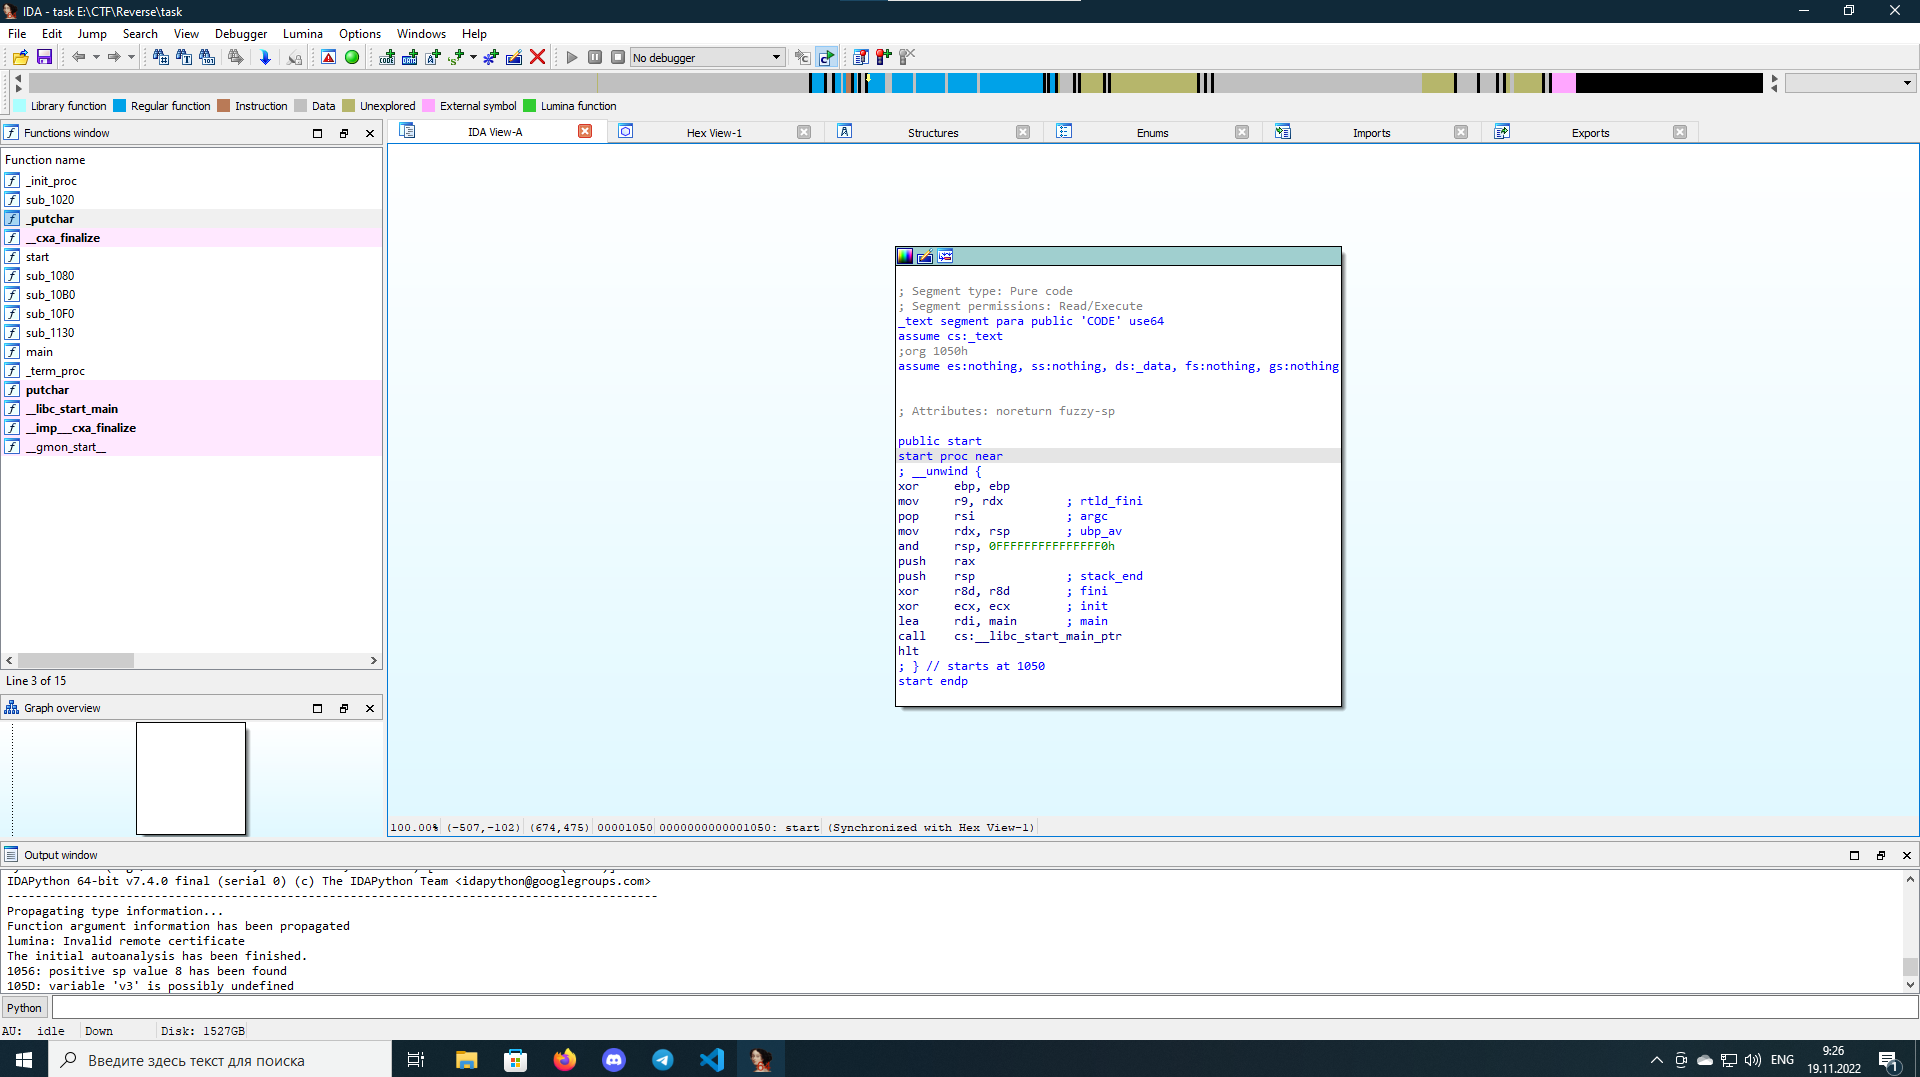 IDA - task E:\CTF\Reverse\task
File Edit Jump Search View Debugger Lumina Options Windows Help
No debugger
Library function Regular function Instruction Data Unexplored External symbol Lumina function
Functions window
IDA View-A Hex View-1 Structures Enums Imports Exports
Function name
_init_proc
sub_1020
_putchar
__cxa_finalize
start
sub_1080
sub_10B0
sub_10F0
sub_1130
main
_term_proc
putchar
__libc_start_main
__imp___cxa_finalize
__gmon_start__
Line 3 of 15
Graph overview
; Segment type: Pure code
; Segment permissions: Read/Execute
_text segment para public 'CODE' use64
assume cs:_text
;org 1050h
assume es:nothing, ss:nothing, ds:_data, fs:nothing, gs:nothing
; Attributes: noreturn fuzzy-sp
public start
start proc near
; __unwind {
xor ebp, ebp
mov r9, rdx ; rtld_fini
pop rsi ; argc
mov rdx, rsp ; ubp_av
and rsp, 0FFFFFFFFFFFFFFF0h
push rax
push rsp ; stack_end
xor r8d, r8d ; fini
xor ecx, ecx ; init
lea rdi, main ; main
call cs:__libc_start_main_ptr
hlt
; } // starts at 1050
start endp
100.00% (-507,-102) (674,475) 00001050 0000000000001050: start (Synchronized with Hex View-1)
Output window
IDAPython 64-bit v7.4.0 final (serial 0) (c) The IDAPython Team <idapython@googlegroups.com>
---------------------------------------------------------------------------------------------
Propagating type information...
Function argument information has been propagated
lumina: Invalid remote certificate
The initial autoanalysis has been finished.
1056: positive sp value 8 has been found
105D: variable 'v3' is possibly undefined
Python
AU: idle Down Disk: 1527GB
Введите здесь текст для поиска
ENG
9:26
19.11.2022
1